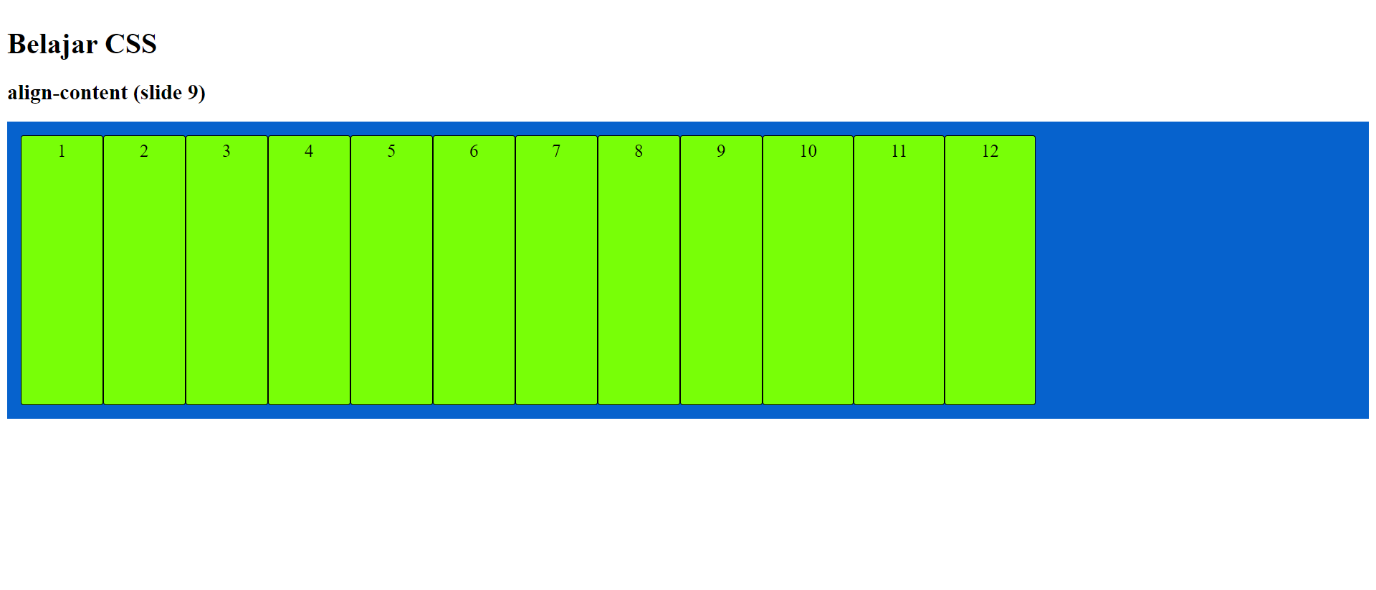 Belajar CSS
align-content (slide 9)
1 2 3 4 5 6 7 8 9 10 11 12